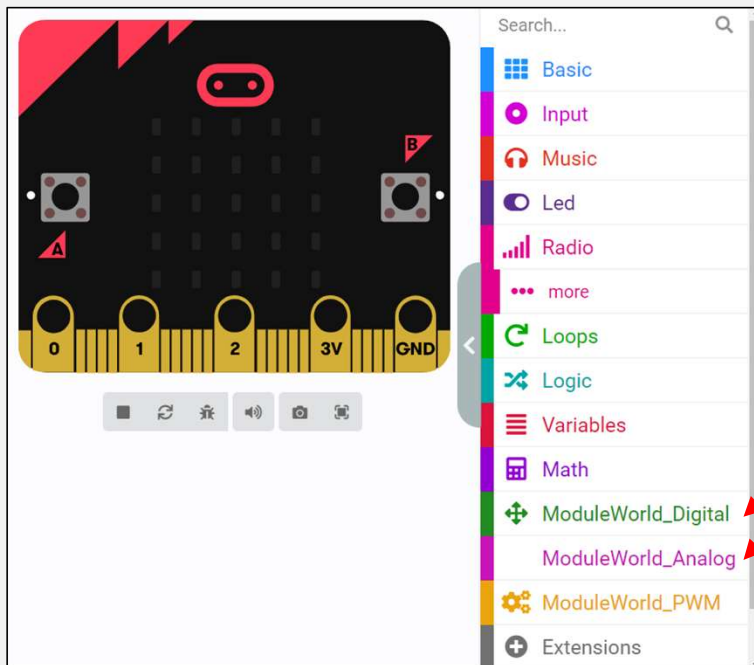 Search...
Basic
Input
Music
Led
Radio
more
Loops
Logic
Variables
Math
ModuleWorld_Digital
ModuleWorld_Analog
ModuleWorld_PWM
Extensions
B
A
0 1 2 3V GND